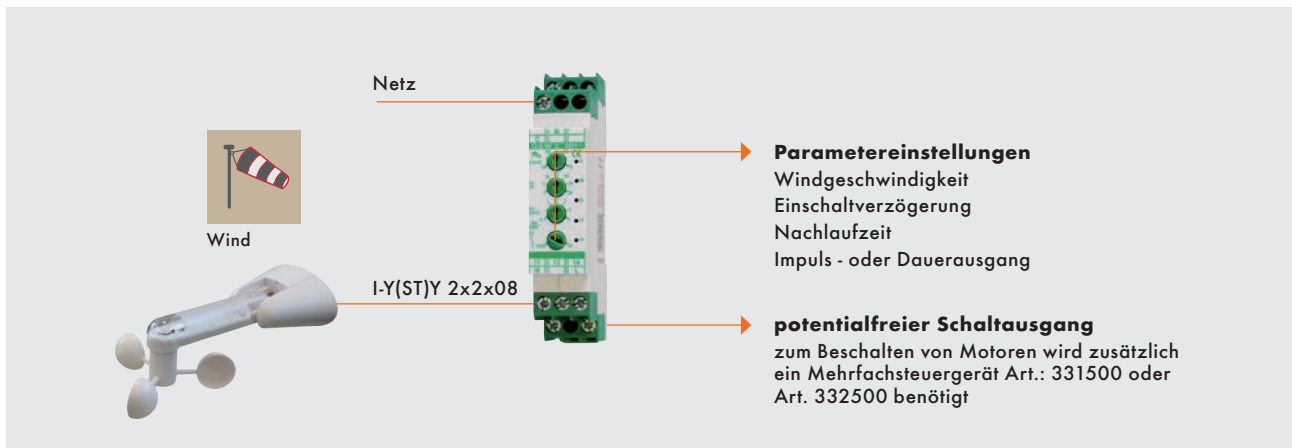 Netz
Wind
I-Y(ST)Y 2x2x08
Parametereinstellungen
Windgeschwindigkeit
Einschaltverzögerung
Nachlaufzeit
Impuls - oder Dauerausgang
potentialfreier Schaltausgang
zum Beschalten von Motoren wird zusätzlich
ein Mehrfachsteuergerät Art.: 331500 oder
Art. 332500 benötigt